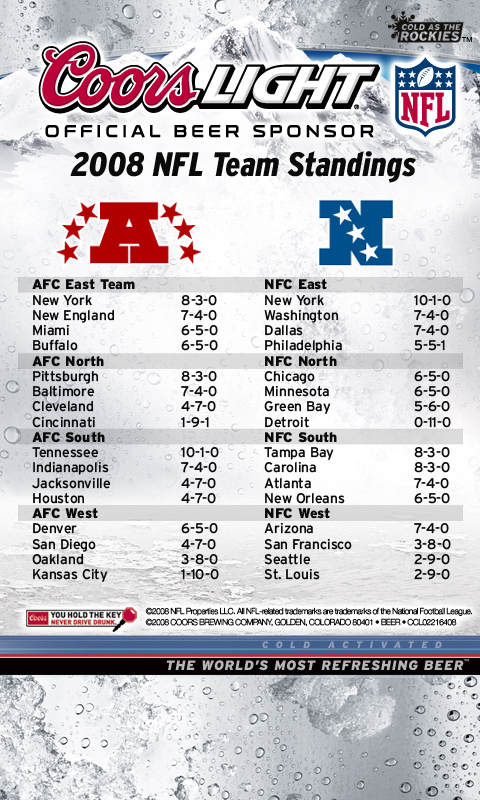 COLD AS THE
ROCKIES™
Coors LIGHT®
NFL
OFFICIAL BEER SPONSOR
2008 NFL Team Standings
A N
AFC East Team
New York 8-3-0
New England 7-4-0
Miami 6-5-0
Buffalo 6-5-0
AFC North
Pittsburgh 8-3-0
Baltimore 7-4-0
Cleveland 4-7-0
Cincinnati 1-9-1
AFC South
Tennessee 10-1-0
Indianapolis 7-4-0
Jacksonville 4-7-0
Houston 4-7-0
AFC West
Denver 6-5-0
San Diego 4-7-0
Oakland 3-8-0
Kansas City 1-10-0
NFC East
New York 10-1-0
Washington 7-4-0
Dallas 7-4-0
Philadelphia 5-5-1
NFC North
Chicago 6-5-0
Minnesota 6-5-0
Green Bay 5-6-0
Detroit 0-11-0
NFC South
Tampa Bay 8-3-0
Carolina 8-3-0
Atlanta 7-4-0
New Orleans 6-5-0
NFC West
Arizona 7-4-0
San Francisco 3-8-0
Seattle 2-9-0
St. Louis 2-9-0
Coors YOU HOLD THE KEY
NEVER DRIVE DRUNK.
©2008 NFL Properties LLC. All NFL-related trademarks are trademarks of the National Football League.
©2008 COORS BREWING COMPANY, GOLDEN, COLORADO 80401 • BEER • CCL02216408
COLD ACTIVATED
THE WORLD'S MOST REFRESHING BEER™